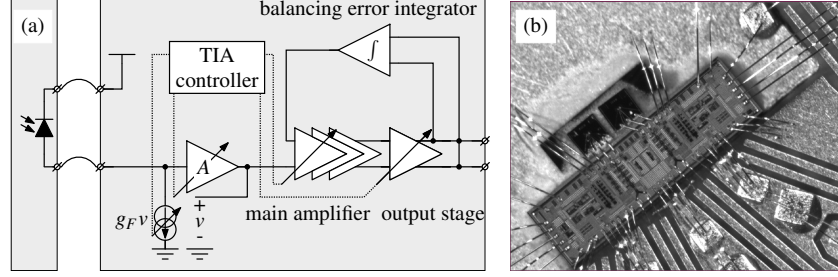 balancing error integrator
(a)
(b)
TIA
controller
∫
A
+
v
-
g_F v
main amplifier
output stage